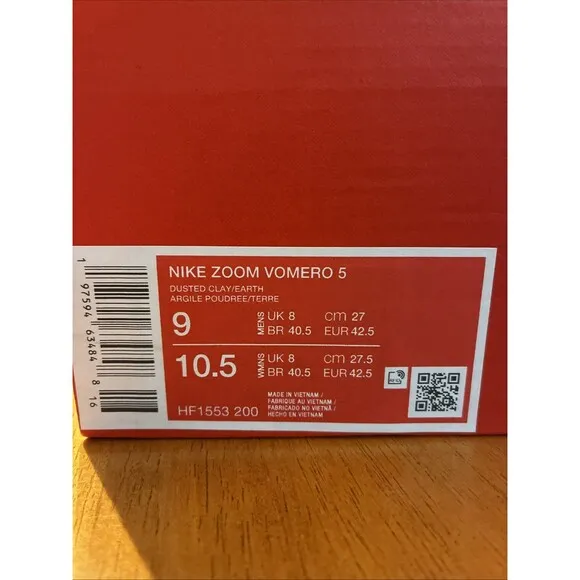 NIKE ZOOM VOMERO 5
DUSTED CLAY/EARTH
ARGILE POUDREE/TERRE
9 MENS UK 8 cm 27
BR 40.5 EUR 42.5
10.5 WMNS UK 8 cm 27.5
BR 40.5 EUR 42.5
HF1553 200
MADE IN VIETNAM /
FABRIQUE AU VIETNAM /
FABRICADO NO VIETNÃ /
HECHO EN VIETNAM
1 97594 63484 8 16